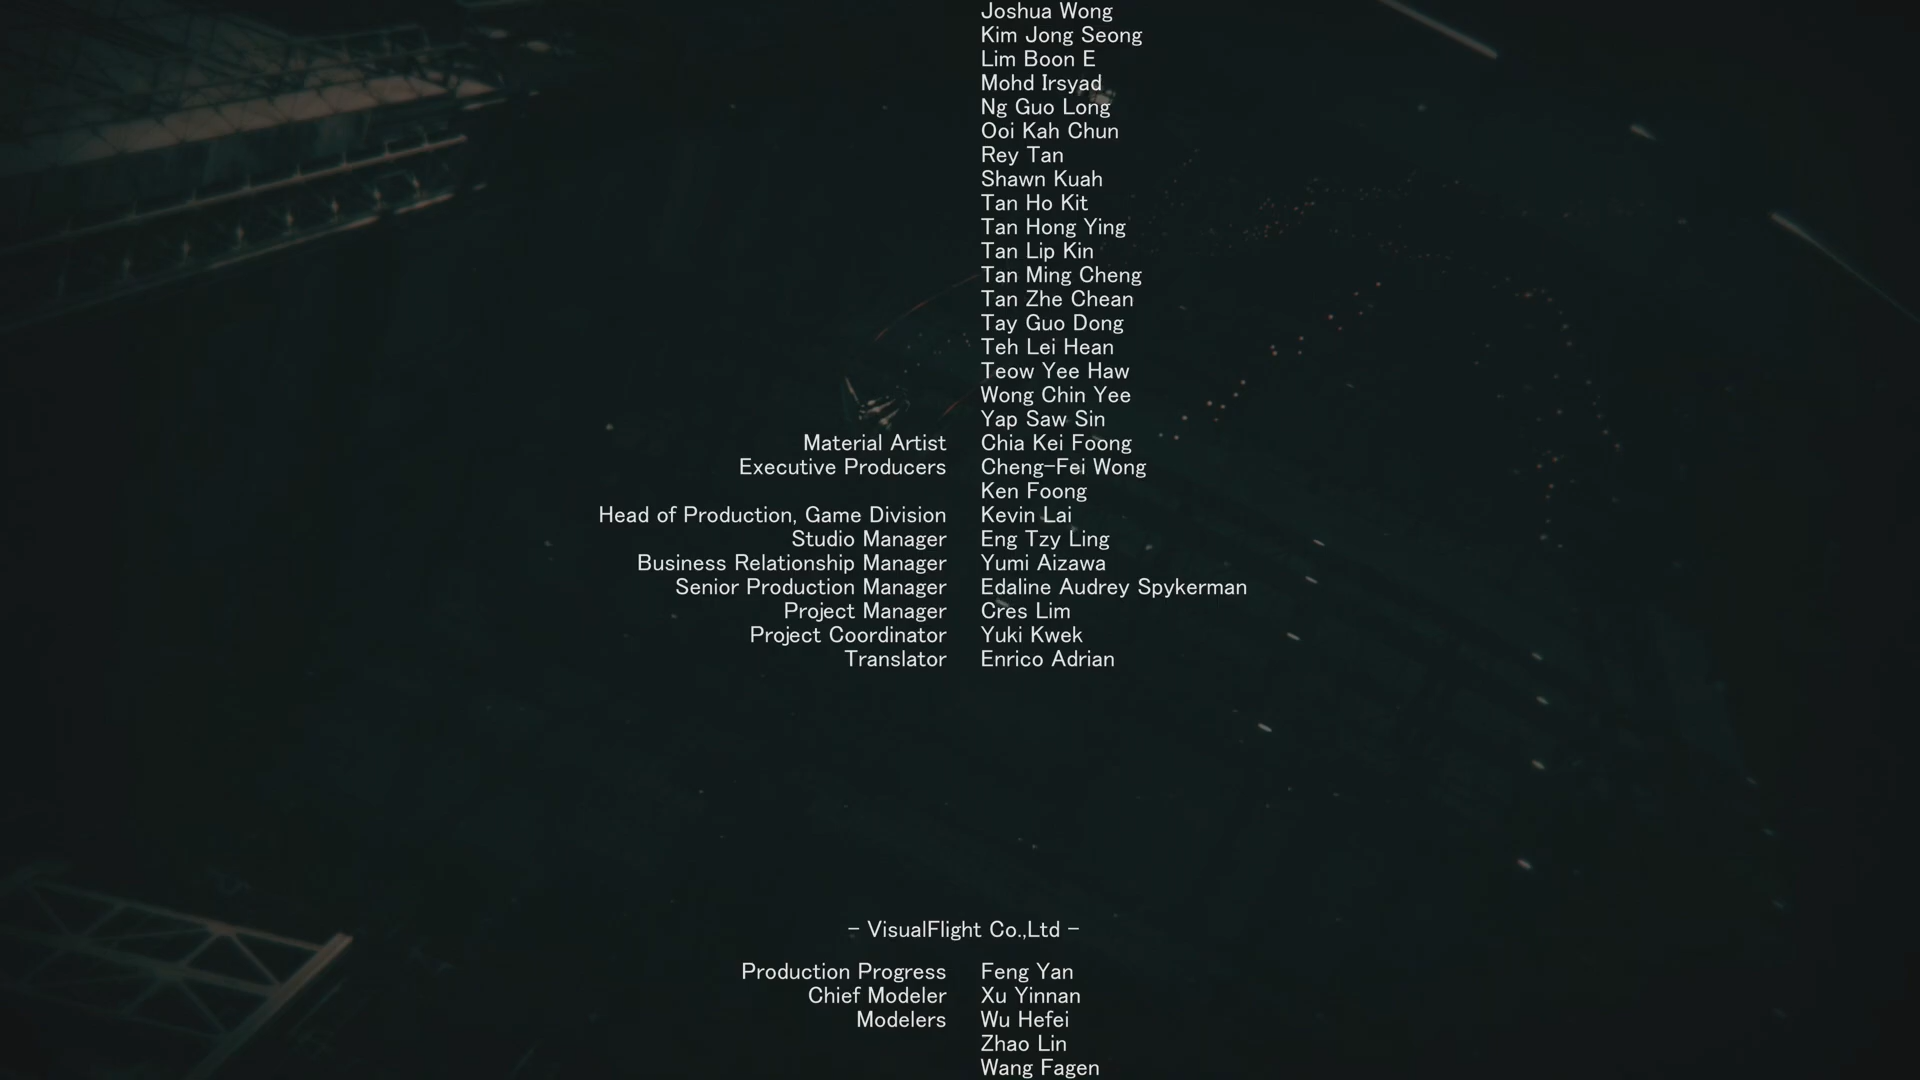 Joshua Wong
Kim Jong Seong
Lim Boon E
Mohd Irsyad
Ng Guo Long
Ooi Kah Chun
Rey Tan
Shawn Kuah
Tan Ho Kit
Tan Hong Ying
Tan Lip Kin
Tan Ming Cheng
Tan Zhe Chean
Tay Guo Dong
Teh Lei Hean
Teow Yee Haw
Wong Chin Yee
Yap Saw Sin
Material Artist Chia Kei Foong
Executive Producers Cheng-Fei Wong
Ken Foong
Head of Production, Game Division Kevin Lai
Studio Manager Eng Tzy Ling
Business Relationship Manager Yumi Aizawa
Senior Production Manager Edaline Audrey Spykerman
Project Manager Cres Lim
Project Coordinator Yuki Kwek
Translator Enrico Adrian
- VisualFlight Co.,Ltd -
Production Progress Feng Yan
Chief Modeler Xu Yinnan
Modelers Wu Hefei
Zhao Lin
Wang Fagen